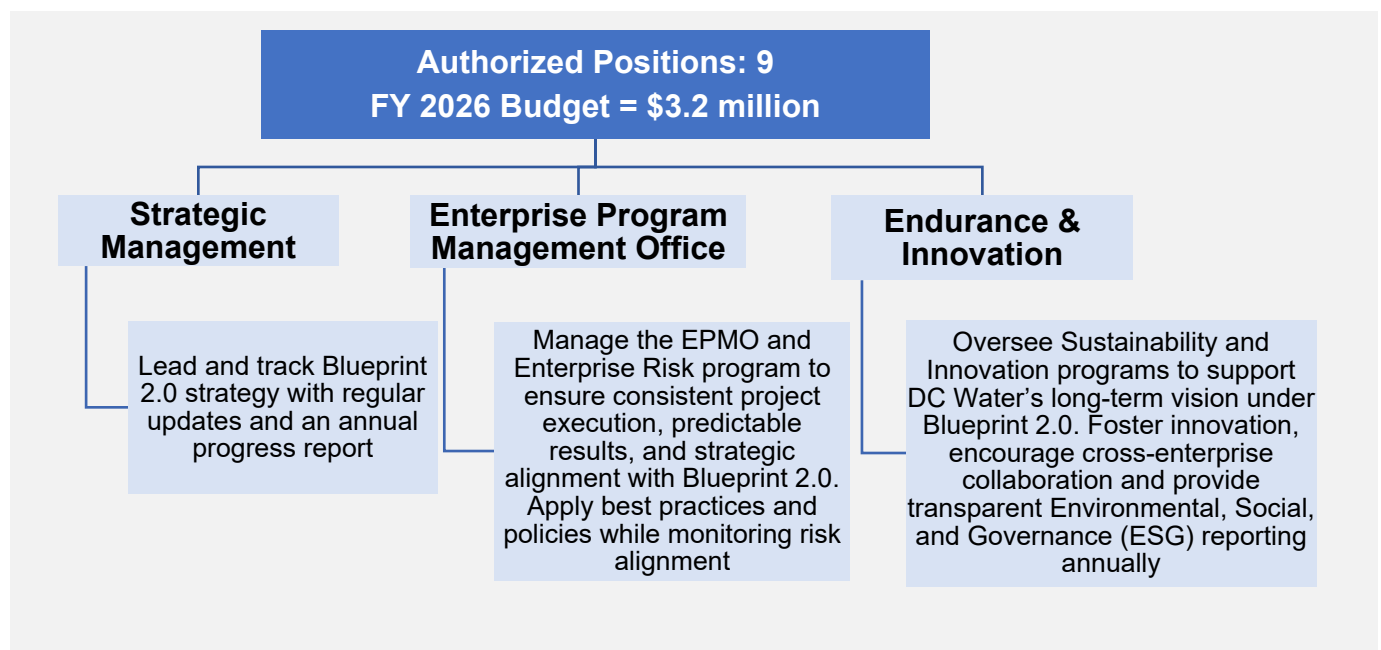 Authorized Positions: 9
FY 2026 Budget = $3.2 million
Strategic
Management
Enterprise Program
Management Office
Endurance &
Innovation
Lead and track Blueprint
2.0 strategy with regular
updates and an annual
progress report
Manage the EPMO and
Enterprise Risk program to
ensure consistent project
execution, predictable
results, and strategic
alignment with Blueprint 2.0.
Apply best practices and
policies while monitoring risk
alignment
Oversee Sustainability and
Innovation programs to support
DC Water’s long-term vision under
Blueprint 2.0. Foster innovation,
encourage cross-enterprise
collaboration and provide
transparent Environmental, Social,
and Governance (ESG) reporting
annually